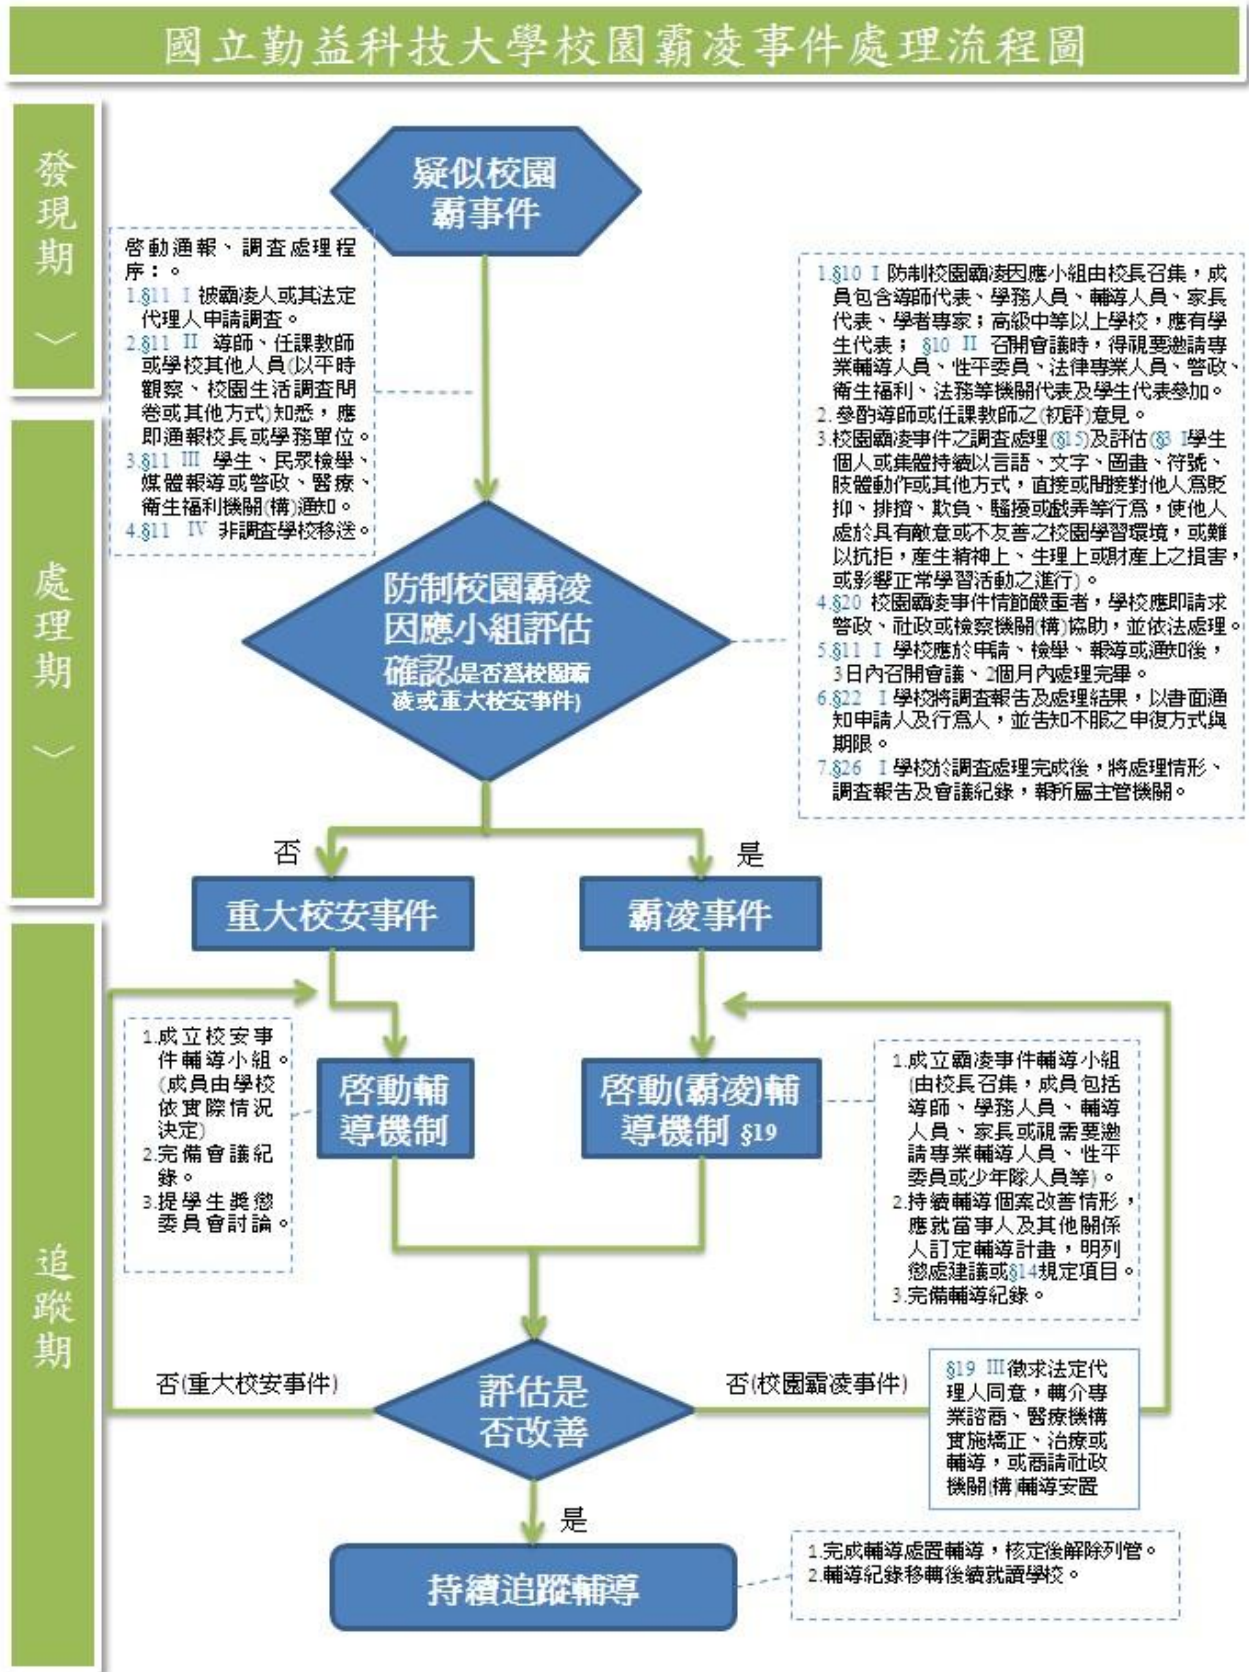 國立勤益科技大學校園霸凌事件處理流程圖
發現期
疑似校園
霸事件
啓動通報、調查處理程
序：。
1.§11 I 被霸凌人或其法定
代理人申請調查。
2.§11 II 導師、任課教師
或學校其他人員(以平時
觀察、校園生活調查問
卷或其他方式)知悉，應
即通報校長或學務單位。
3.§11 III 學生、民眾檢舉、
媒體報導或警政、醫療、
衛生福利機關(構)通知。
4.§11 IV 非調查學校移送。
1.§10 I 防制校園霸凌因應小組由校長召集，成
員包含導師代表、學務人員、輔導人員、家長
代表、學者專家；高級中等以上學校，應有學
生代表； §10 II 召開會議時，得視要邀請專
業輔導人員、性平委員、法律專業人員、警政、
衛生福利、法務等機關代表及學生代表參加。
2. 參酌導師或任課教師之(初評)意見。
3.校園霸凌事件之調查處理(§15)及評估(§3 I學生
個人或集體持續以言語、文字、圖畫、符號、
肢體動作或其他方式，直接或間接對他人爲貶
抑、排擠、欺負、騷擾或戲弄等行爲，使他人
處於具有敵意或不友善之校園學習環境，或難
以抗拒，產生精神上、生理上或財產上之損害，
或影響正常學習活動之進行)。
4.§20 校園霸凌事件情節嚴重者，學校應即請求
警政、社政或檢察機關(構)協助，並依法處理。
5.§11 I 學校應於申請、檢舉、報導或通知後，
3日內召開會議、2個月內處理完畢。
6.§22 I 學校將調查報告及處理結果，以書面通
知申請人及行爲人，並告知不服之申復方式與
期限。
7.§26 I 學校於調查處理完成後，將處理情形、
調查報告及會議紀錄，報所屬主管機關。
處理期
防制校園霸凌
因應小組評估
確認(是否爲校園霸
凌或重大校安事件)
否
是
重大校安事件
霸凌事件
追蹤期
1.成立校安事
件輔導小組。
(成員由學校
依實際情況
決定)
2.完備會議紀
錄。
3.提學生獎懲
委員會討論。
啓動輔
導機制
啓動(霸凌)輔
導機制 §19
1.成立霸凌事件輔導小組
(由校長召集，成員包括
導師、學務人員、輔導
人員、家長或視需要邀
請專業輔導人員、性平
委員或少年隊人員等)。
2.持續輔導個案改善情形，
應就當事人及其他關係
人訂定輔導計畫，明列
懲處建議或§14規定項目。
3.完備輔導紀錄。
否(重大校安事件)
評估是
否改善
否(校園霸凌事件)
§19 III徵求法定代
理人同意，轉介專
業諮商、醫療機構
實施矯正、治療或
輔導，或商請社政
機關(構)輔導安置
是
持續追蹤輔導
1.完成輔導處置輔導，核定後解除列管。
2.輔導紀錄移轉後續就讀學校。